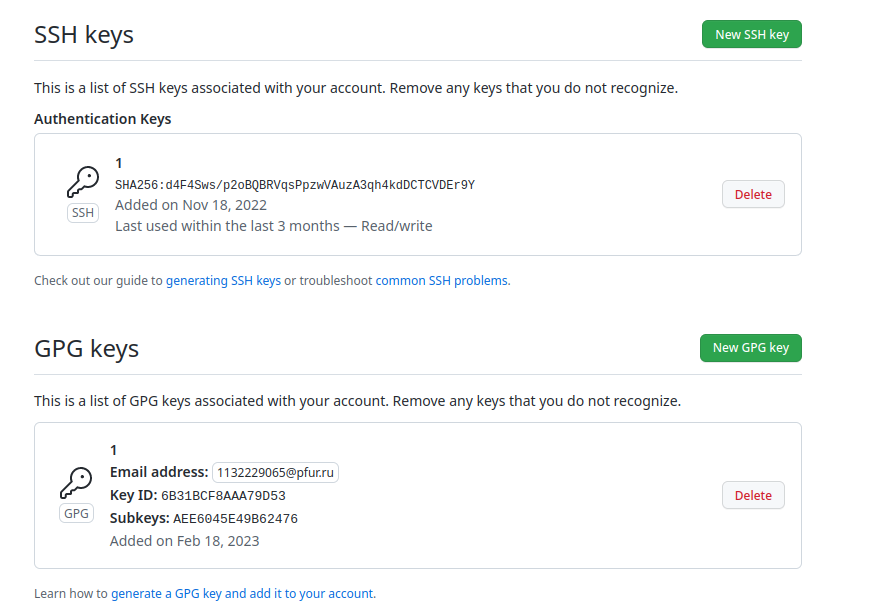 SSH keys
New SSH key
This is a list of SSH keys associated with your account. Remove any keys that you do not recognize.
Authentication Keys
1
SHA256:d4F4Sws/p2oBQBRVqsPpzwVAuzA3qh4kdDCTCVDEr9Y
SSH
Added on Nov 18, 2022
Last used within the last 3 months — Read/write
Delete
Check out our guide to generating SSH keys or troubleshoot common SSH problems.
GPG keys
New GPG key
This is a list of GPG keys associated with your account. Remove any keys that you do not recognize.
1
Email address: 1132229065@pfur.ru
Key ID: 6B31BCF8AAA79D53
GPG
Subkeys: AEE6045E49B62476
Added on Feb 18, 2023
Delete
Learn how to generate a GPG key and add it to your account.